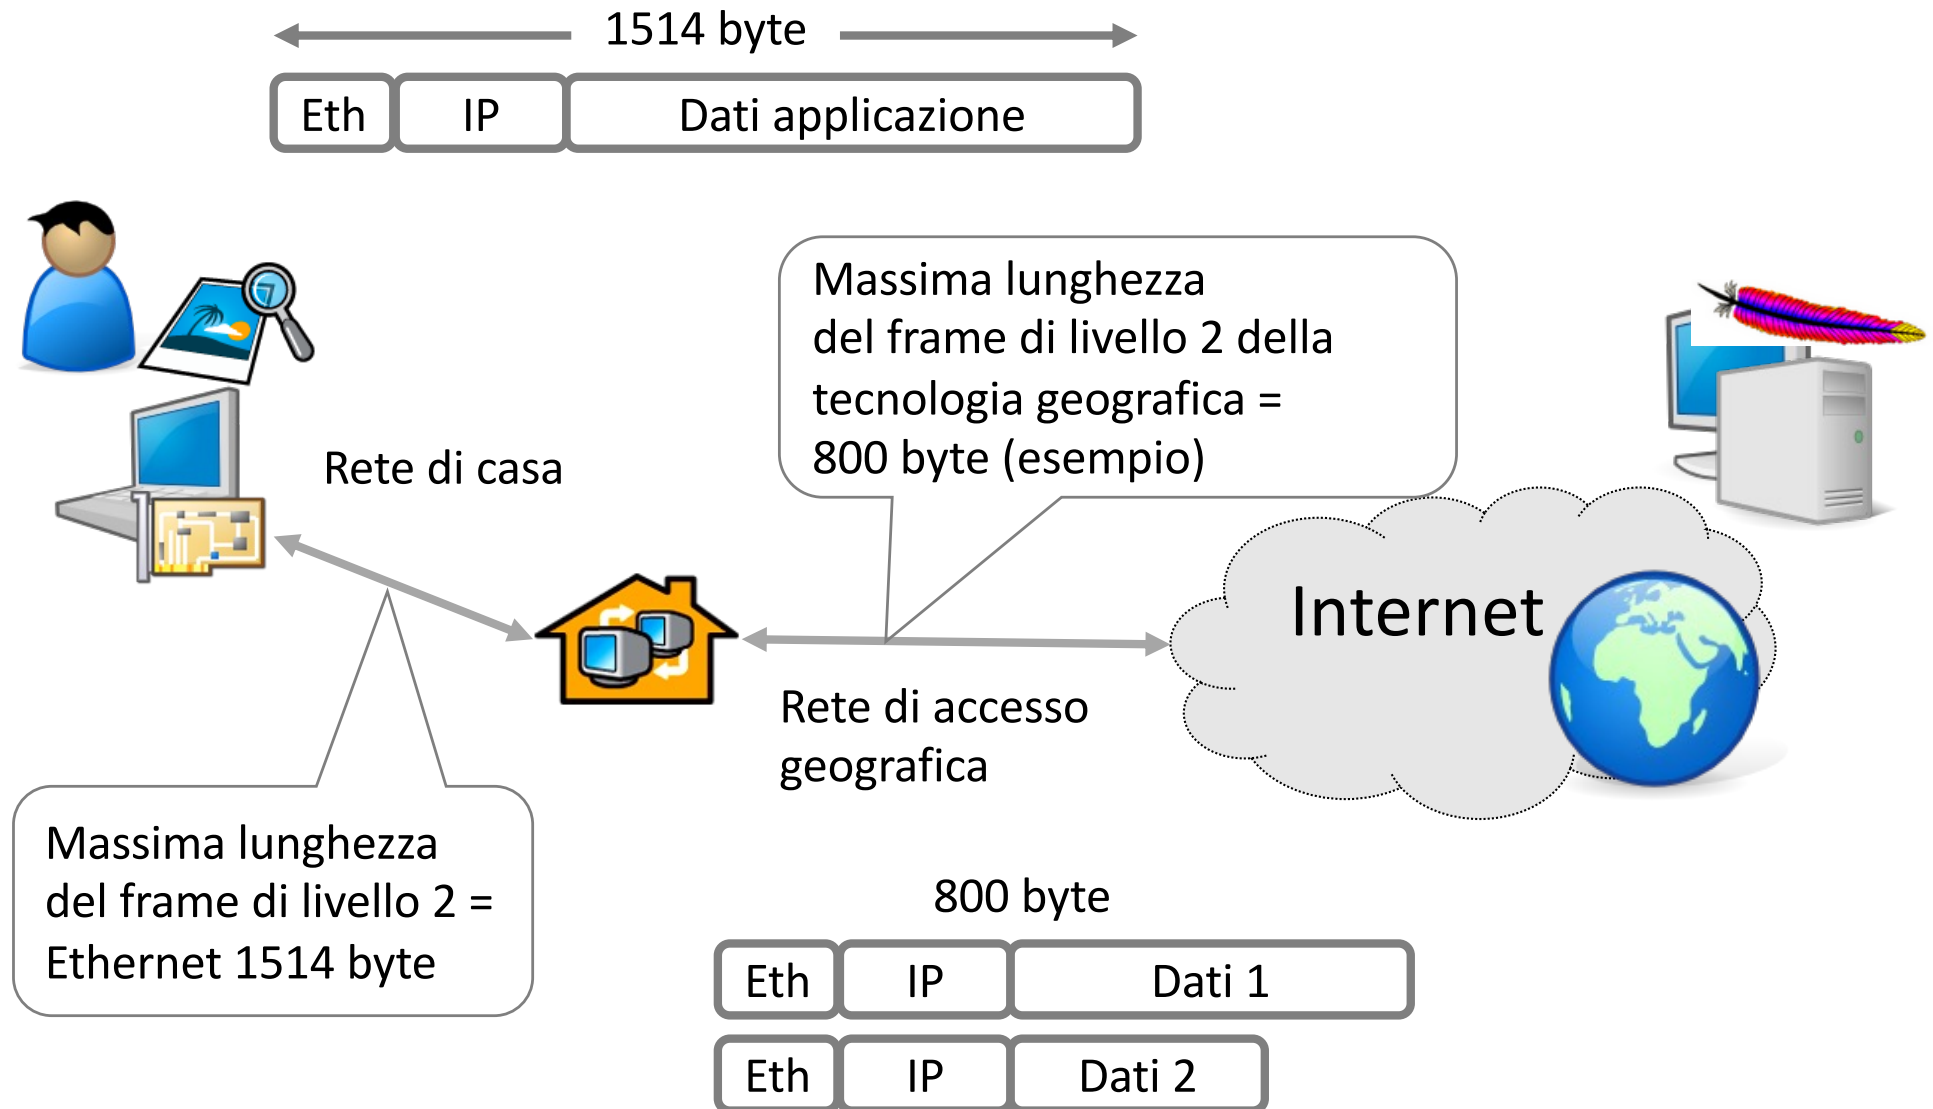 1514 byte
Eth IP Dati applicazione
Massima lunghezza
del frame di livello 2 della
tecnologia geografica =
800 byte (esempio)
Rete di casa
Internet
Rete di accesso
geografica
Massima lunghezza
del frame di livello 2 =
Ethernet 1514 byte
800 byte
Eth IP Dati 1
Eth IP Dati 2